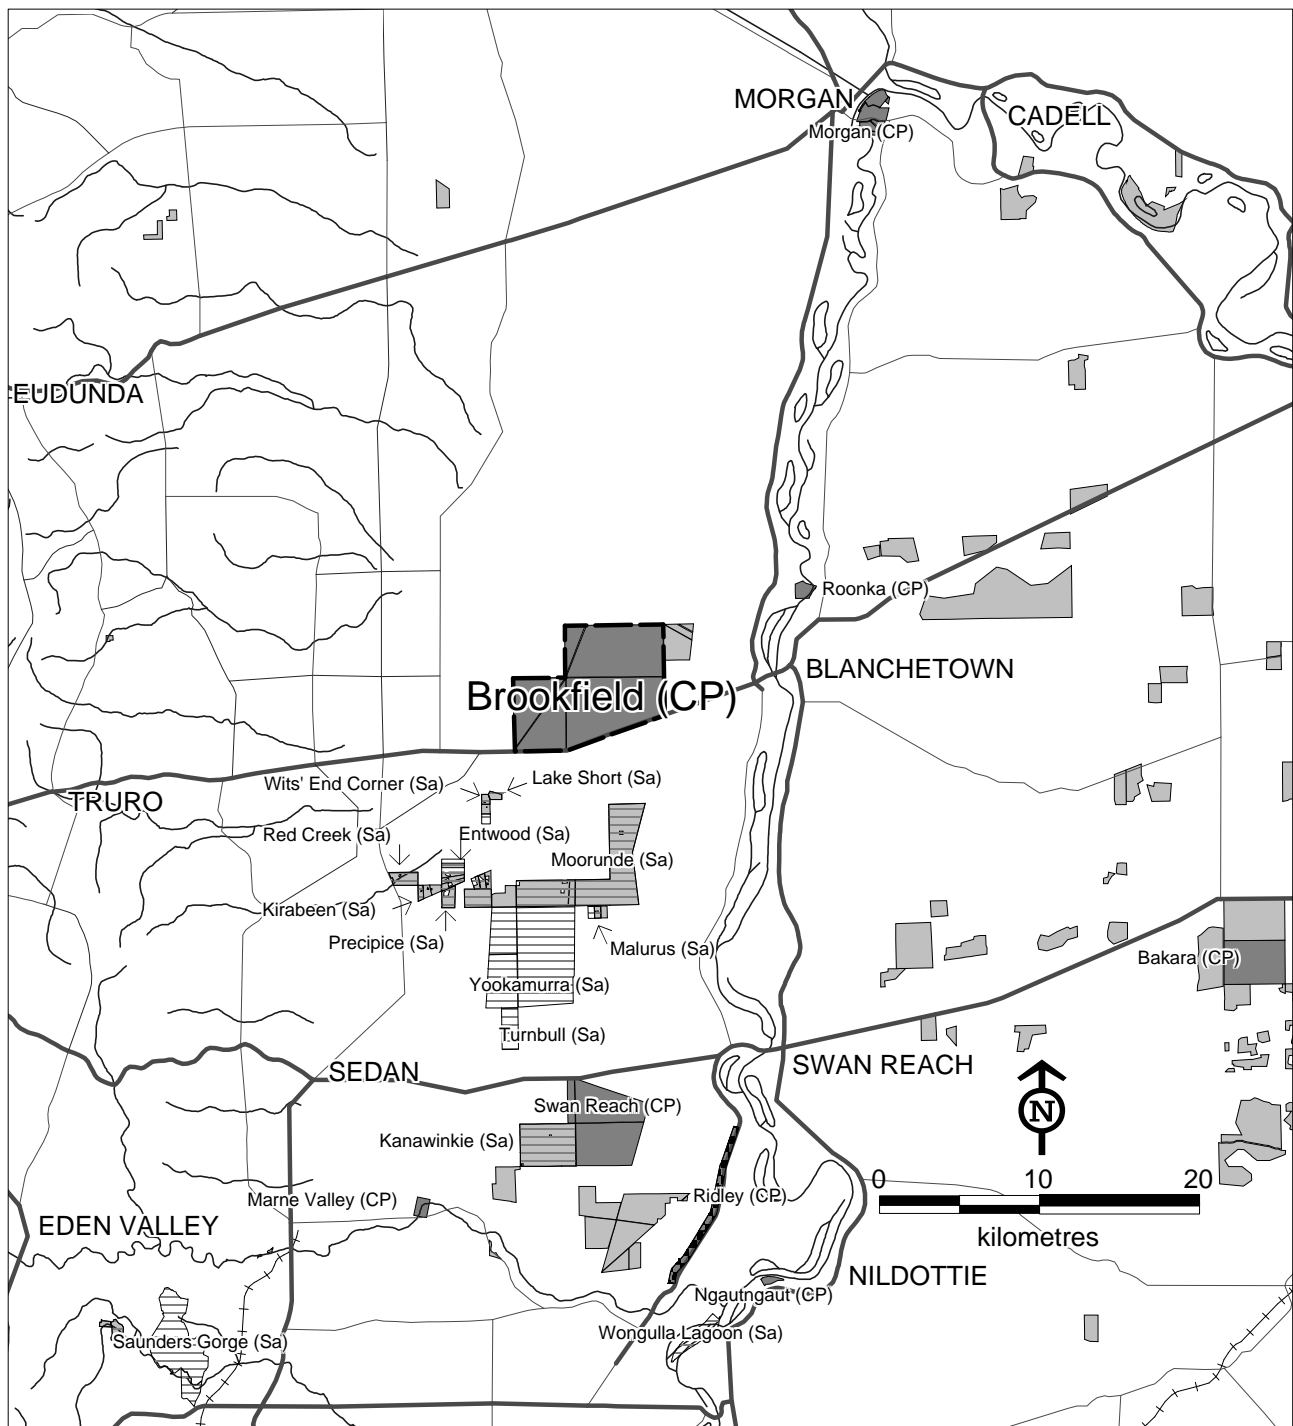 MORGAN
CADELL
Morgan (CP)
EUDUNDA
Roonka (CP)
BLANCHETOWN
Brookfield (CP)
Wits' End Corner (Sa)
Lake Short (Sa)
TRURO
Red Creek (Sa)
Entwood (Sa)
Moorunde (Sa)
Kirabeen (Sa)
Precipice (Sa)
Malurus (Sa)
Bakara (CP)
Yookamurra (Sa)
Turnbull (Sa)
SEDAN
SWAN REACH
Swan Reach (CP)
N
Kanawinkie (Sa)
Marne Valley (CP)
Ridley (CP)
0 10 20
EDEN VALLEY
kilometres
NILDOTTIE
Ngautngaut (CP)
Wongulla Lagoon (Sa)
Saunders Gorge (Sa)